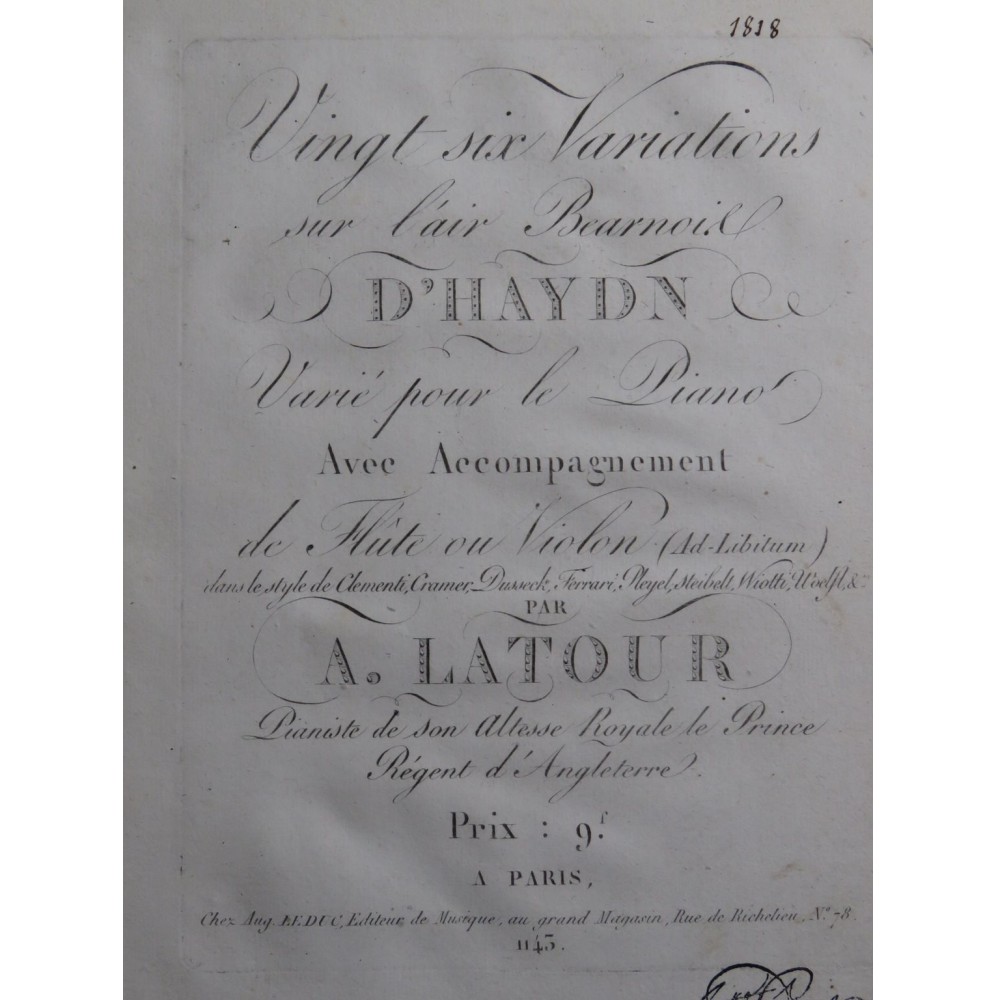 1818
Vingt six Variations
sur l'air Bearnois
D'HAYDN
Varié pour le Piano
Avec Accompagnement
de Flûte ou Violon (Ad-Libitum)
dans le style de Clementi, Cramer, Dusseck, Ferrari, Pleyel, Steibelt, Wiotti, Woelfl, &.
PAR
A. LATOUR
Pianiste de son Altesse Royale le Prince
Régent d'Angleterre.
Prix : 9f.
A PARIS,
Chez Aug. LEDUC, Editeur de Musique, au grand Magasin, Rue de Richelieu, No. 78.
1143.